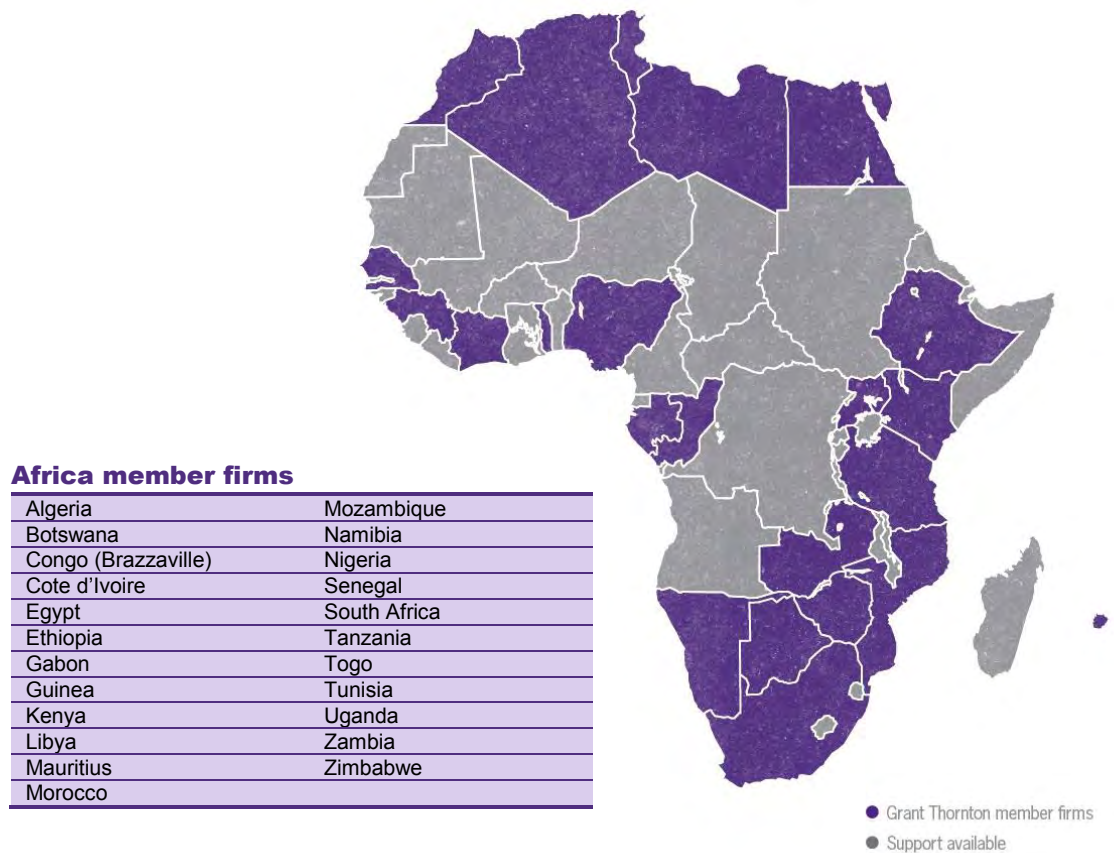 Africa member firms
Algeria Mozambique
Botswana Namibia
Congo (Brazzaville) Nigeria
Cote d’Ivoire Senegal
Egypt South Africa
Ethiopia Tanzania
Gabon Togo
Guinea Tunisia
Kenya Uganda
Libya Zambia
Mauritius Zimbabwe
Morocco
Grant Thornton member firms
Support available